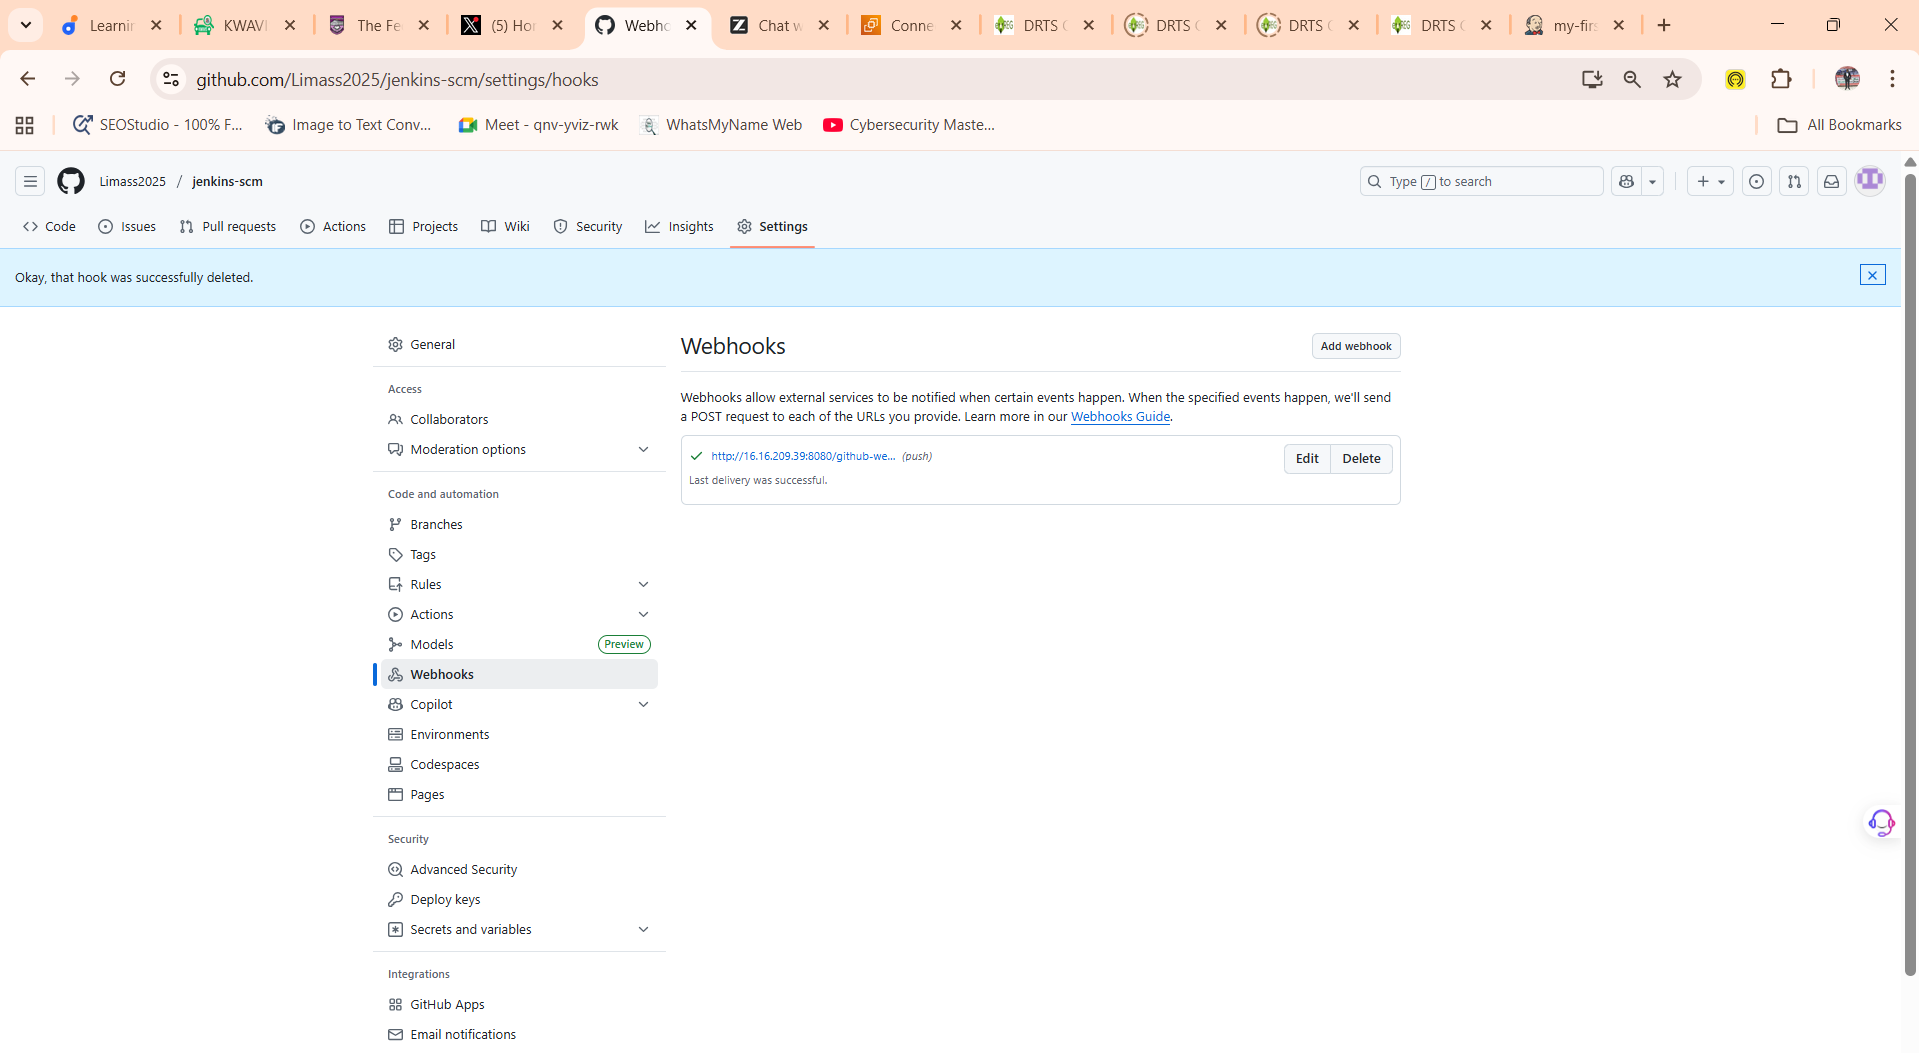 Learnin
KWAVE
The Fe
(5) Hor
Webho
Chat w
Conne
DRTS
DRTS
DRTS
DRTS
my-firs
github.com/Limass2025/jenkins-scm/settings/hooks
SEOStudio - 100% F...
Image to Text Conv...
Meet - qnv-yviz-rwk
WhatsMyName Web
Cybersecurity Maste...
All Bookmarks
Limass2025 / jenkins-scm
Type / to search
Code
Issues
Pull requests
Actions
Projects
Wiki
Security
Insights
Settings
Okay, that hook was successfully deleted.
General
Access
Collaborators
Moderation options
Code and automation
Branches
Tags
Rules
Actions
Models
Preview
Webhooks
Copilot
Environments
Codespaces
Pages
Security
Advanced Security
Deploy keys
Secrets and variables
Integrations
GitHub Apps
Email notifications
Webhooks
Add webhook
Webhooks allow external services to be notified when certain events happen. When the specified events happen, we'll send
a POST request to each of the URLs you provide. Learn more in our Webhooks Guide.
http://16.16.209.39:8080/github-we... (push)
Edit
Delete
Last delivery was successful.